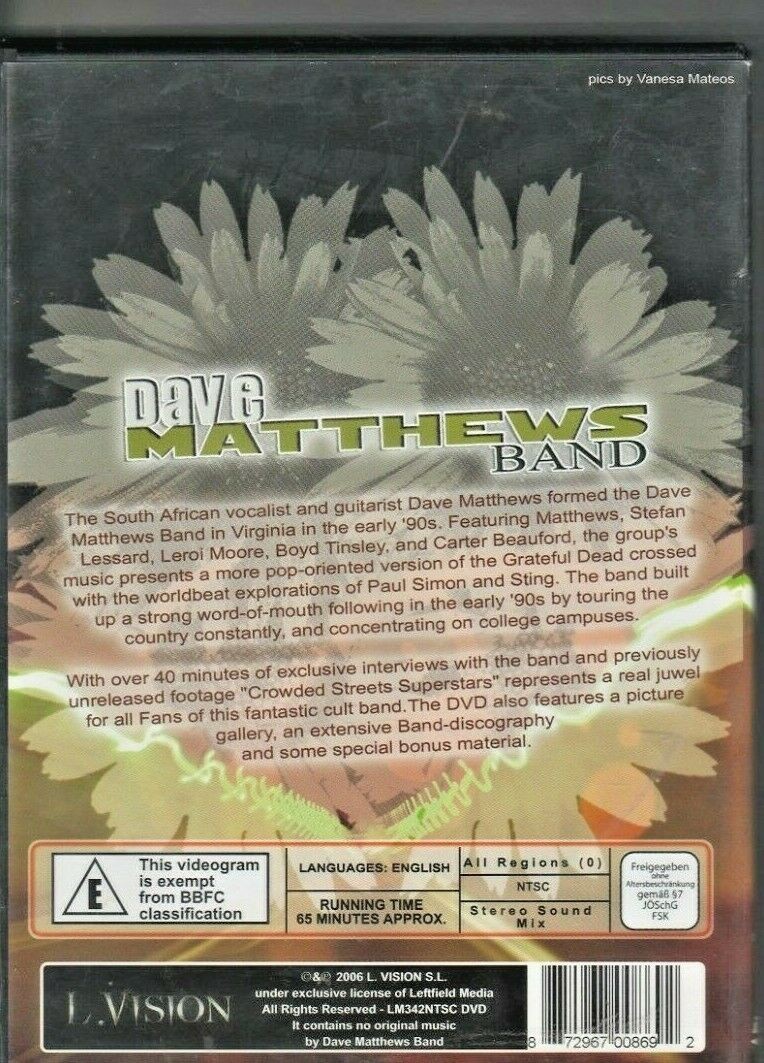 pics by Vanesa Mateos
Dave
MATTHEWS
BAND
The South African vocalist and guitarist Dave Matthews formed the Dave
Matthews Band in Virginia in the early '90s. Featuring Matthews, Stefan
Lessard, Leroi Moore, Boyd Tinsley, and Carter Beauford, the group's
music presents a more pop-oriented version of the Grateful Dead crossed
with the worldbeat explorations of Paul Simon and Sting. The band built
up a strong word-of-mouth following in the early '90s by touring the
country constantly, and concentrating on college campuses.
With over 40 minutes of exclusive interviews with the band and previously
unreleased footage "Crowded Streets Superstars" represents a real juwel
for all Fans of this fantastic cult band.The DVD also features a picture
gallery, an extensive Band-discography
and some special bonus material.
E
This videogram
is exempt
from BBFC
classification
LANGUAGES: ENGLISH
RUNNING TIME
65 MINUTES APPROX.
All Regions (0)
NTSC
Stereo Sound
Mix
Freigegeben
ohne
Altersbeschränkung
gemäß §7
JÖSchG
FSK
L.VISION
©&℗ 2006 L. VISION S.L.
under exclusive license of Leftfield Media
All Rights Reserved - LM342NTSC DVD
It contains no original music
by Dave Matthews Band
8 72967 00869 2